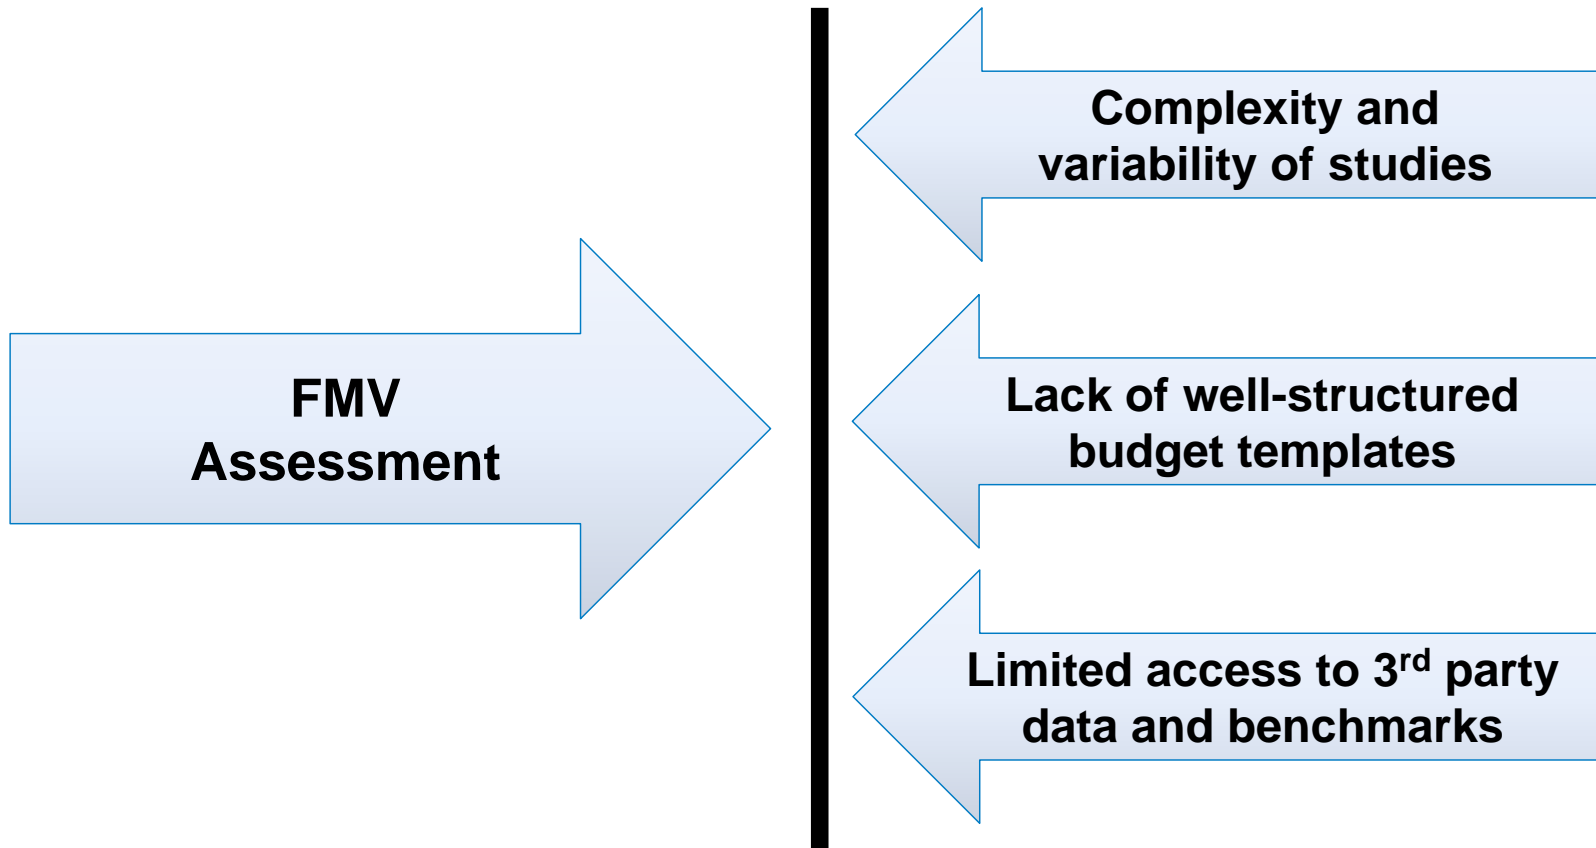 FMV
Assessment
Complexity and
variability of studies
Lack of well-structured
budget templates
Limited access to 3rd party
data and benchmarks